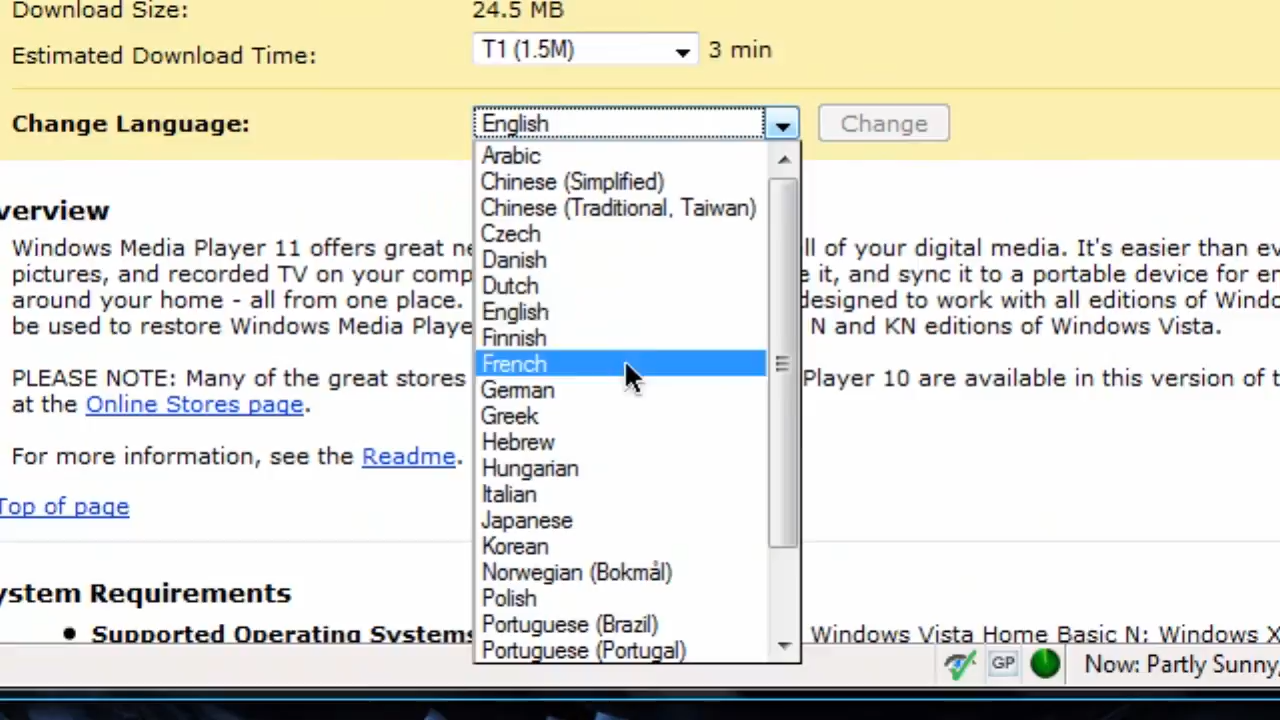 Download Size: 24.5 MB
Estimated Download Time: T1 (1.5M) 3 min
Change Language: English Change
Arabic
Chinese (Simplified)
Chinese (Traditional, Taiwan)
Czech
Danish
Dutch
English
Finnish
French
German
Greek
Hebrew
Hungarian
Italian
Japanese
Korean
Norwegian (Bokmål)
Polish
Portuguese (Brazil)
Portuguese (Portugal)
verview
Windows Media Player 11 offers great ne ll of your digital media. It's easier than ev
pictures, and recorded TV on your comp e it, and sync it to a portable device for en
around your home - all from one place. designed to work with all editions of Windo
be used to restore Windows Media Playe N and KN editions of Windows Vista.
PLEASE NOTE: Many of the great stores Player 10 are available in this version of t
at the Online Stores page.
For more information, see the Readme.
Top of page
ystem Requirements
Supported Operating Systems Windows Vista Home Basic N; Windows X
GP Now: Partly Sunny,